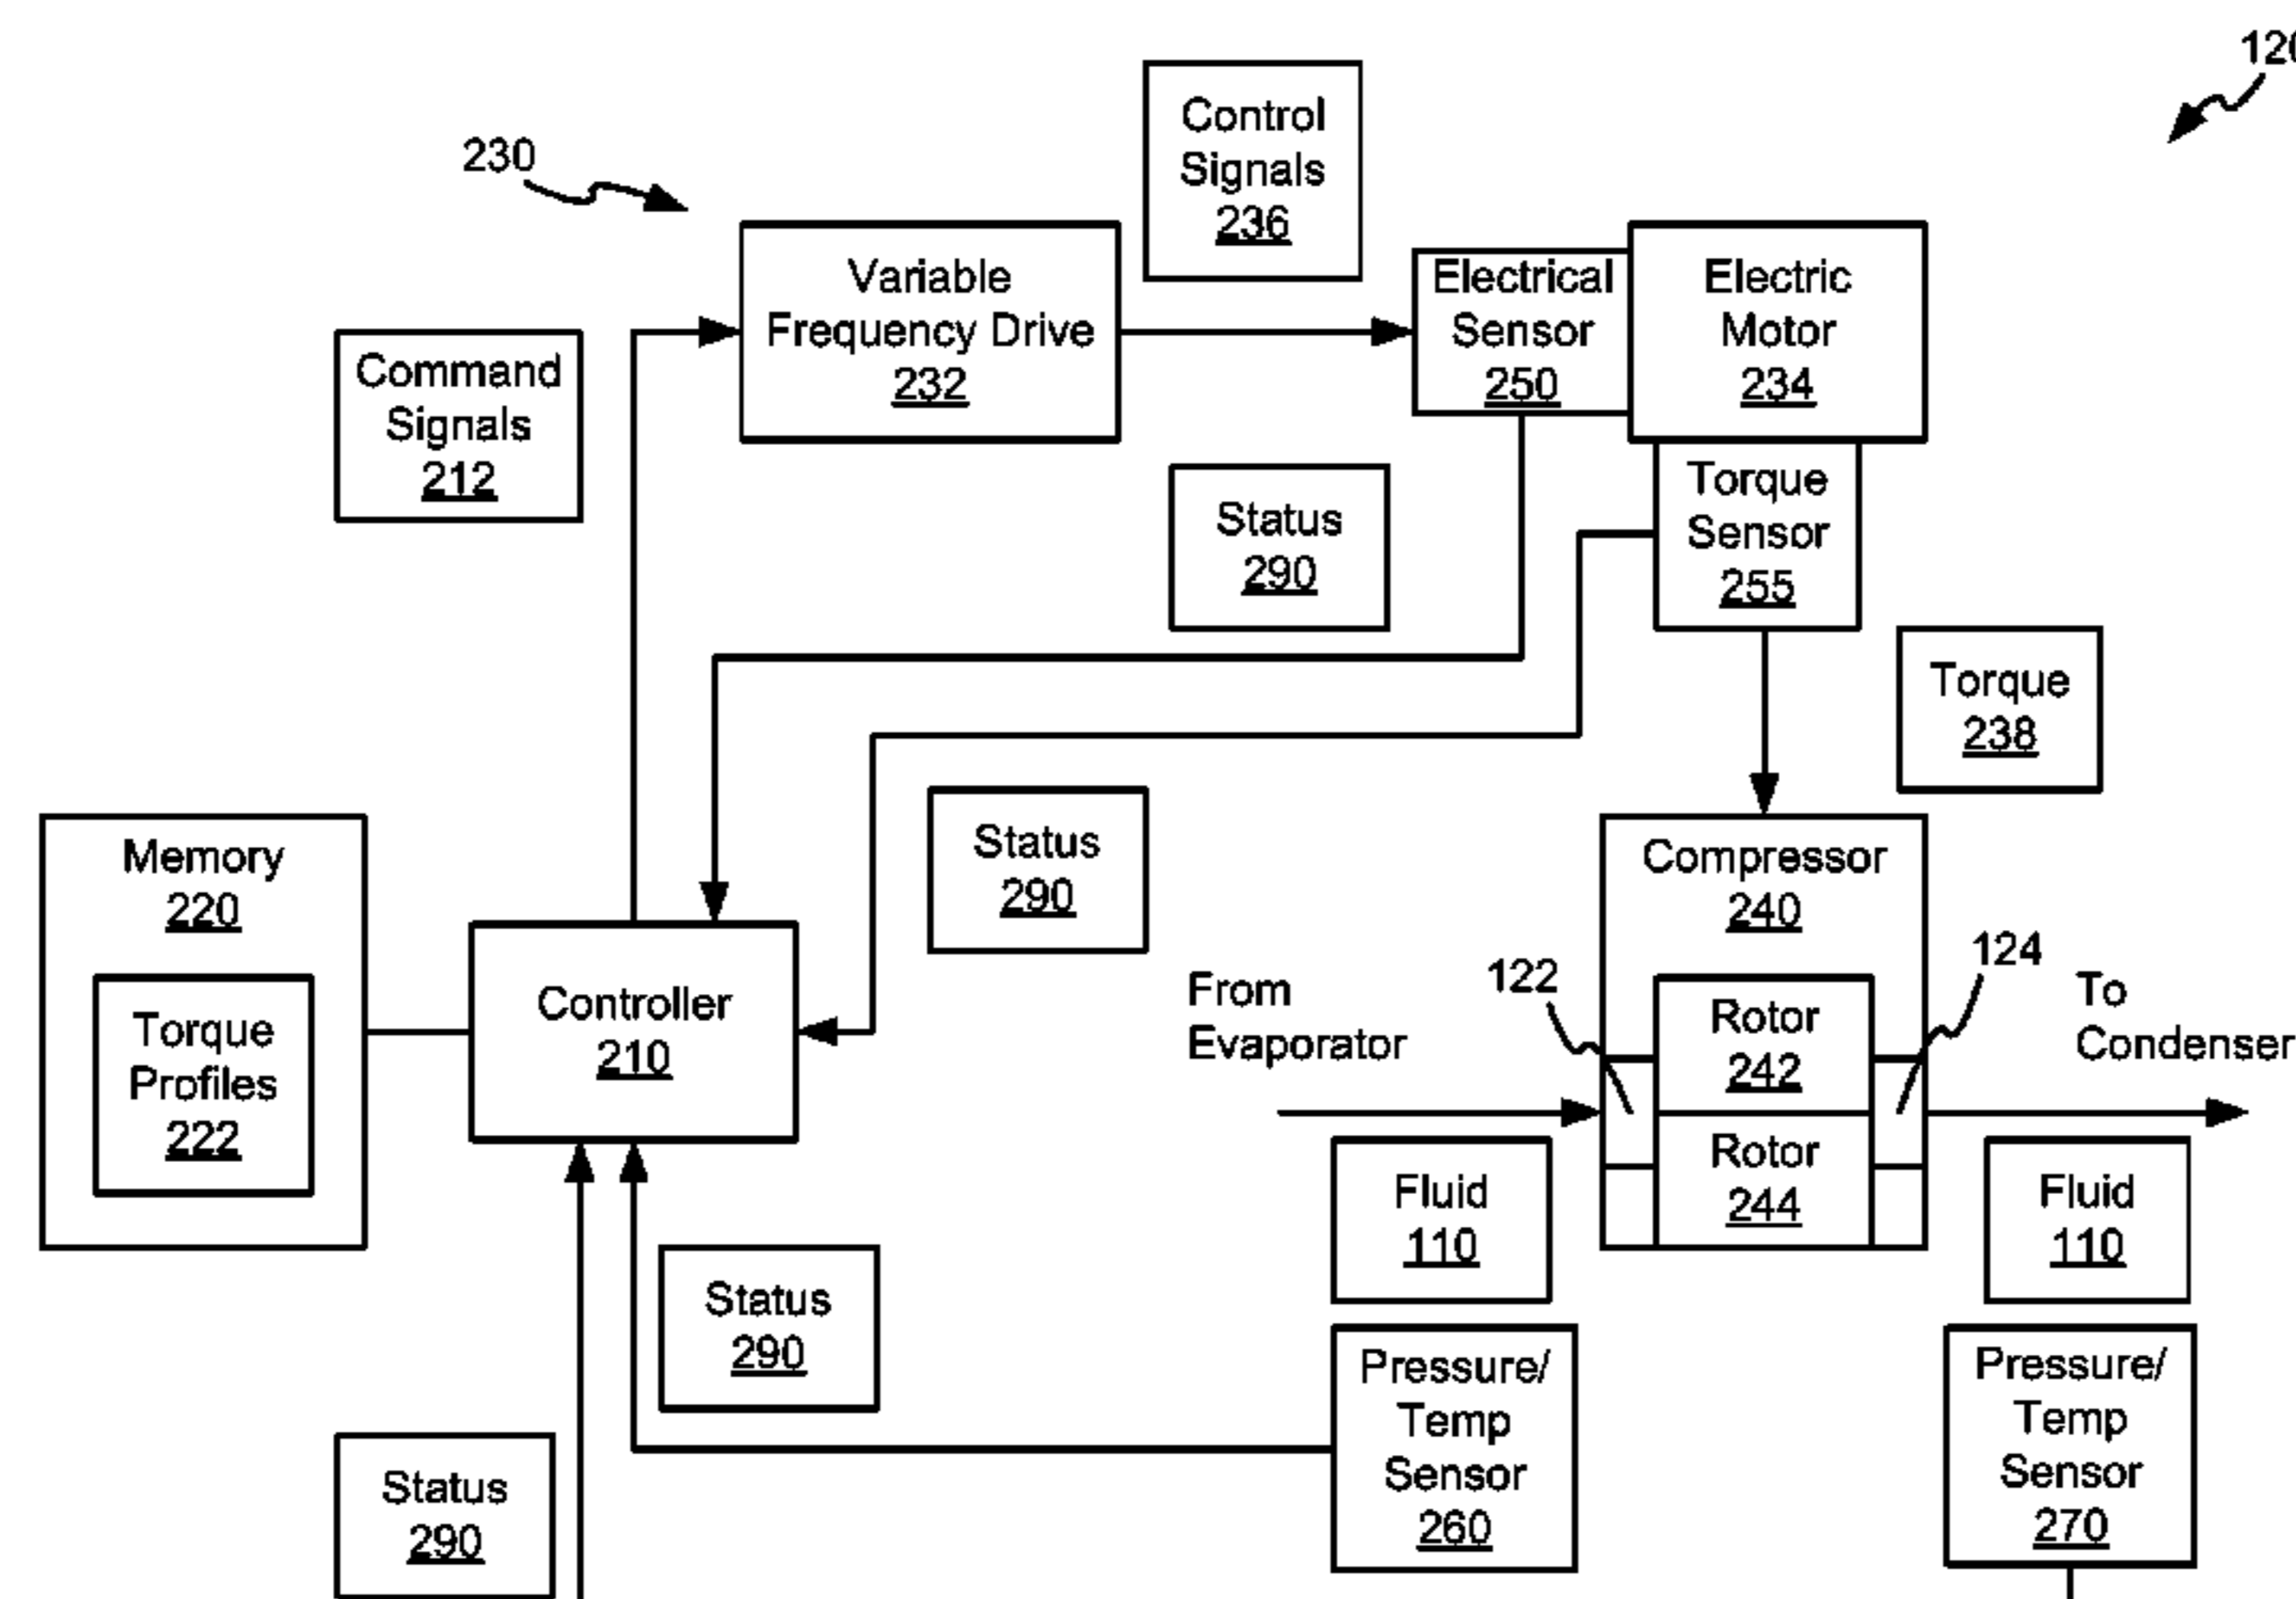 120
230
Control
Signals
236
Variable
Frequency Drive
232
Electrical
Sensor
250
Electric
Motor
234
Command
Signals
212
Status
290
Torque
Sensor
255
Torque
238
Memory
220
Torque
Profiles
222
Controller
210
Status
290
Compressor
240
122
124
From
Evaporator
Rotor
242
To
Condenser
Rotor
244
Fluid
110
Fluid
110
Status
290
Pressure/
Temp
Sensor
260
Pressure/
Temp
Sensor
270
Status
290